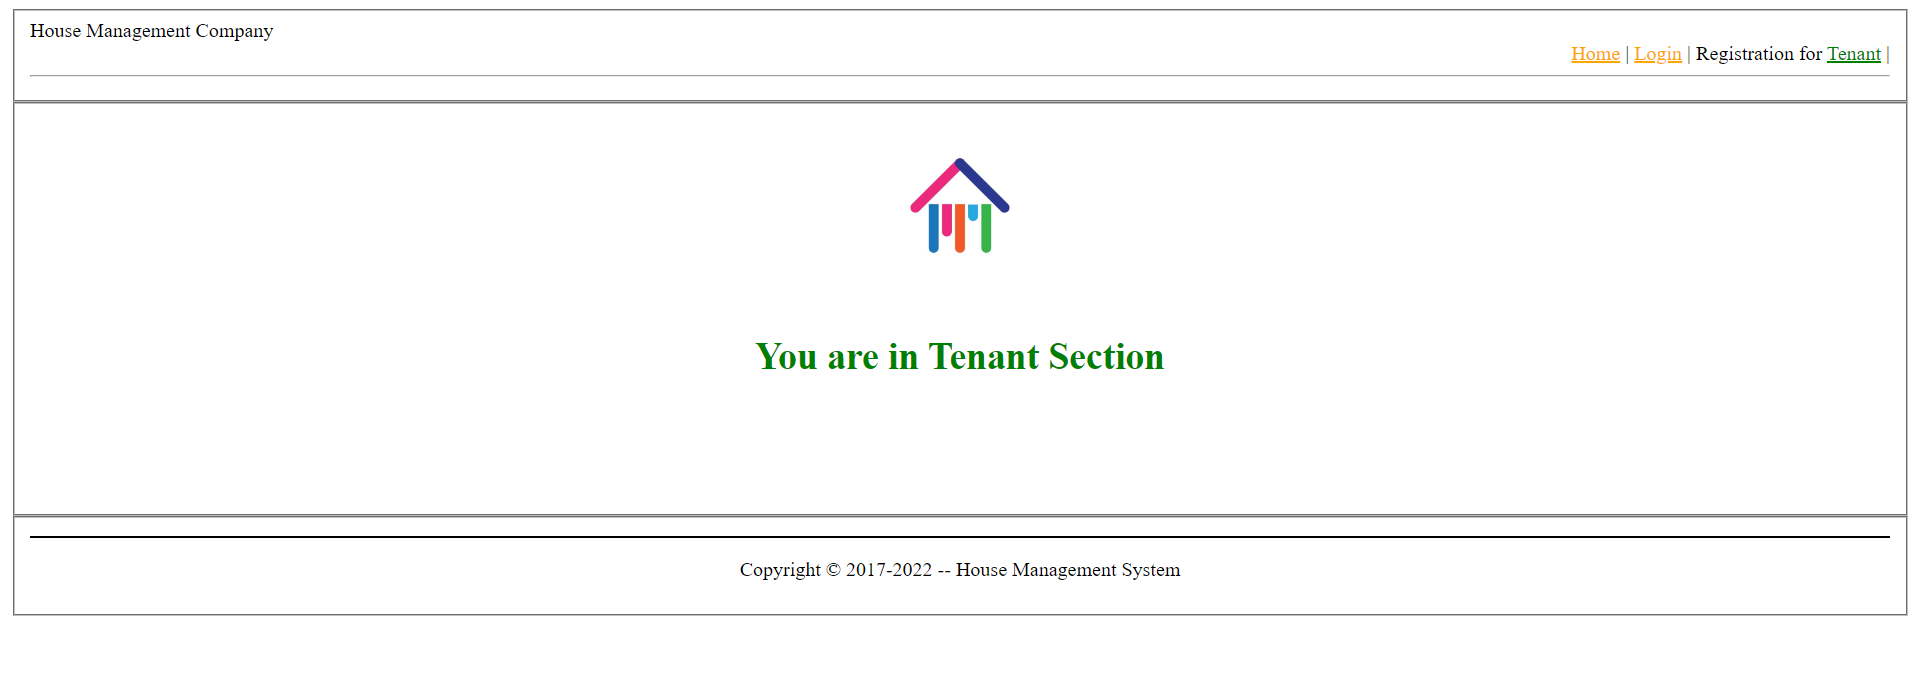 House Management Company
Home | Login | Registration for Tenant |
You are in Tenant Section
Copyright © 2017-2022 -- House Management System